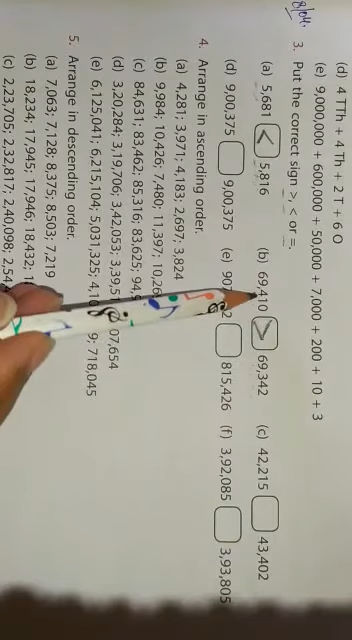 (d) 4 TTh + 4 Th + 2 T + 6 O
(e) 9,000,000 + 600,000 + 50,000 + 7,000 + 200 + 10 + 3
8/04
3. Put the correct sign >, < or =.
(a) 5,681 < 5,816 (b) 69,410 > 69,342 (c) 42,215 43,402
(d) 9,00,375 9,00,375 (e) 815,426 (f) 3,92,085 3,93,805
4. Arrange in ascending order.
(a) 4,281; 3,971; 4,183; 2,697; 3,824
(b) 9,984; 10,426; 7,480; 11,397;
(c) 84,631; 83,462; 85,316; 83,625;
(d) 3,20,284; 3,19,706; 3,42,053; 07,654
(e) 6,125,041; 6,215,104; 5,031,325; 718,045
5. Arrange in descending order.
(a) 7,063; 7,128; 8,375; 8,503; 7,219
(b) 18,234; 17,945; 17,946; 18,432;
(c) 2,23,705; 2,32,817; 2,40,098;